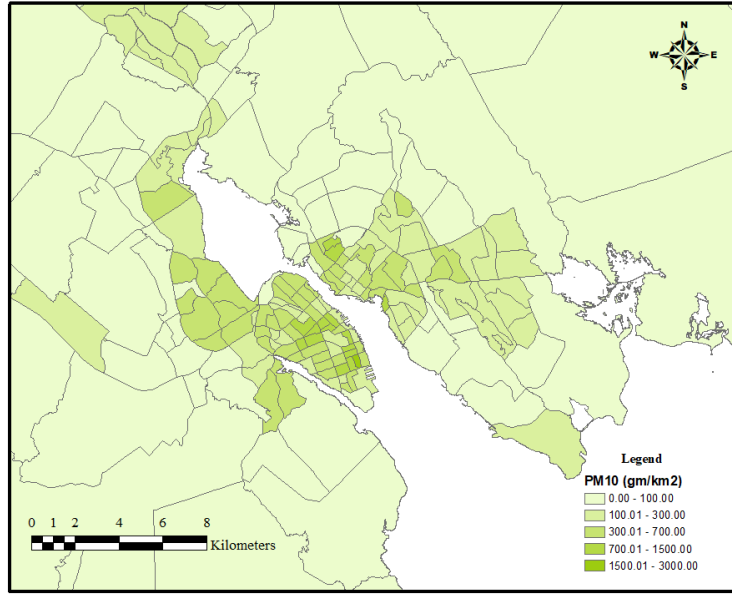 N
W E
S
Legend
PM10 (gm/km2)
0.00 - 100.00
100.01 - 300.00
300.01 - 700.00
700.01 - 1500.00
1500.01 - 3000.00
0 1 2 4 6 8
Kilometers